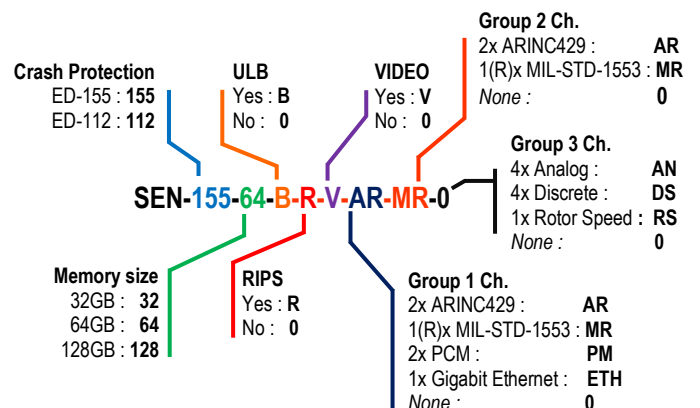 Group 2 Ch.
2x ARINC429 : AR
1(R)x MIL-STD-1553 : MR
None : 0
Crash Protection
ED-155 : 155
ED-112 : 112
ULB
Yes : B
No : 0
VIDEO
Yes : V
No : 0
Group 3 Ch.
4x Analog : AN
4x Discrete : DS
1x Rotor Speed : RS
None : 0
SEN-155-64-B-R-V-AR-MR-0
Memory size
32GB : 32
64GB : 64
128GB : 128
RIPS
Yes : R
No : 0
Group 1 Ch.
2x ARINC429 : AR
1(R)x MIL-STD-1553 : MR
2x PCM : PM
1x Gigabit Ethernet : ETH
None : 0